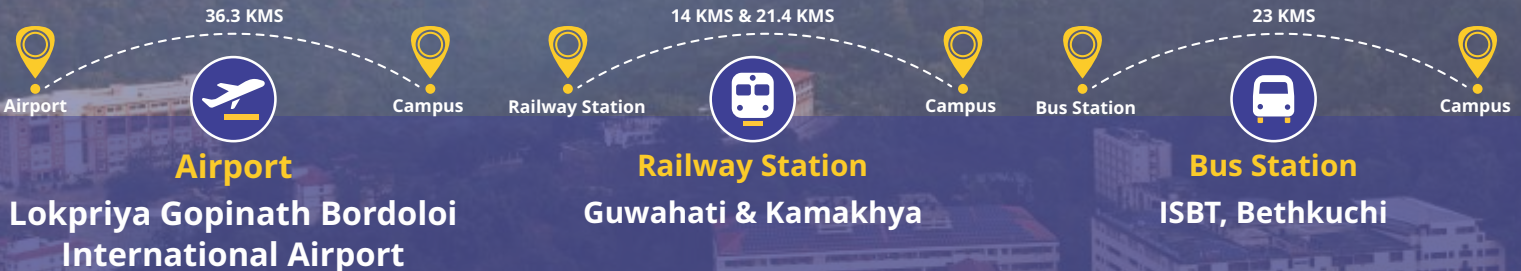 36.3 KMS
Airport
Campus
Airport
Lokpriya Gopinath Bordoloi
International Airport
14 KMS & 21.4 KMS
Railway Station
Campus
Railway Station
Guwahati & Kamakhya
23 KMS
Bus Station
Campus
Bus Station
ISBT, Bethkuchi